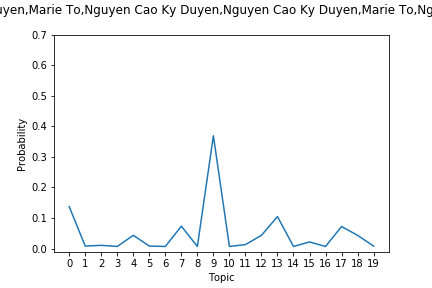 uyen,Marie To,Nguyen Cao Ky Duyen,Nguyen Cao Ky Duyen,Marie To,Ng
0.7
0.6
0.5
0.4
0.3
0.2
0.1
0.0
Probability
0 1 2 3 4 5 6 7 8 9 10 11 12 13 14 15 16 17 18 19
Topic